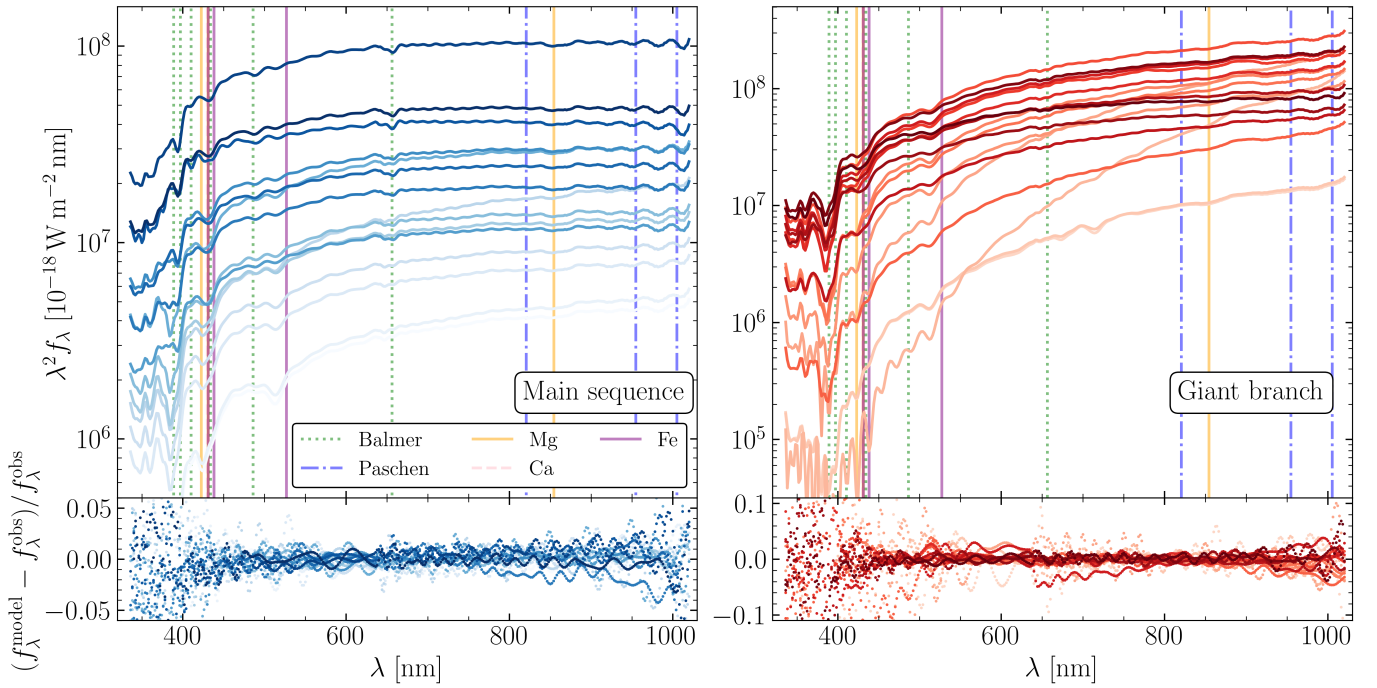 10⁸
10⁷
10⁶
λ² f_λ [10⁻¹⁸ W m⁻² nm]
Main sequence
Balmer
Mg
Fe
Paschen
Ca
0.05
0.00
−0.05
(f_λ^model − f_λ^obs)/f_λ^obs
400
600
800
1000
λ [nm]
10⁸
10⁷
10⁶
10⁵
Giant branch
0.1
0.0
−0.1
400
600
800
1000
λ [nm]